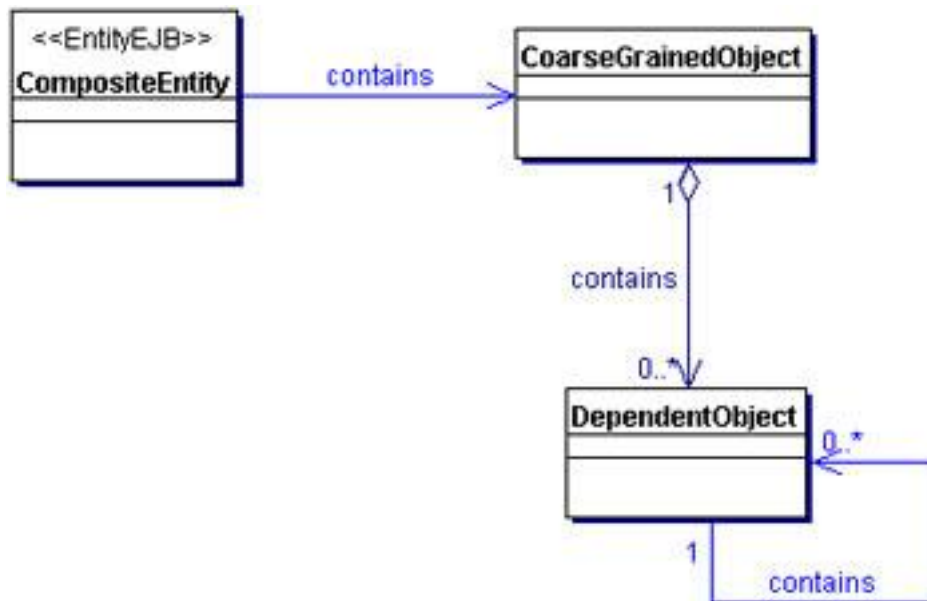 <<EntityEJB>>
CompositeEntity
contains
CoarseGrainedObject
1
contains
0..*
DependentObject
0..*
1
contains